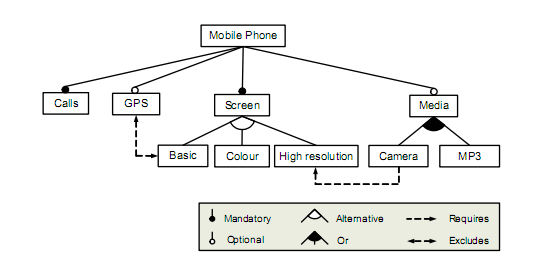 Mobile Phone
Calls
GPS
Screen
Media
Basic
Colour
High resolution
Camera
MP3
Mandatory
Alternative
Requires
Optional
Or
Excludes